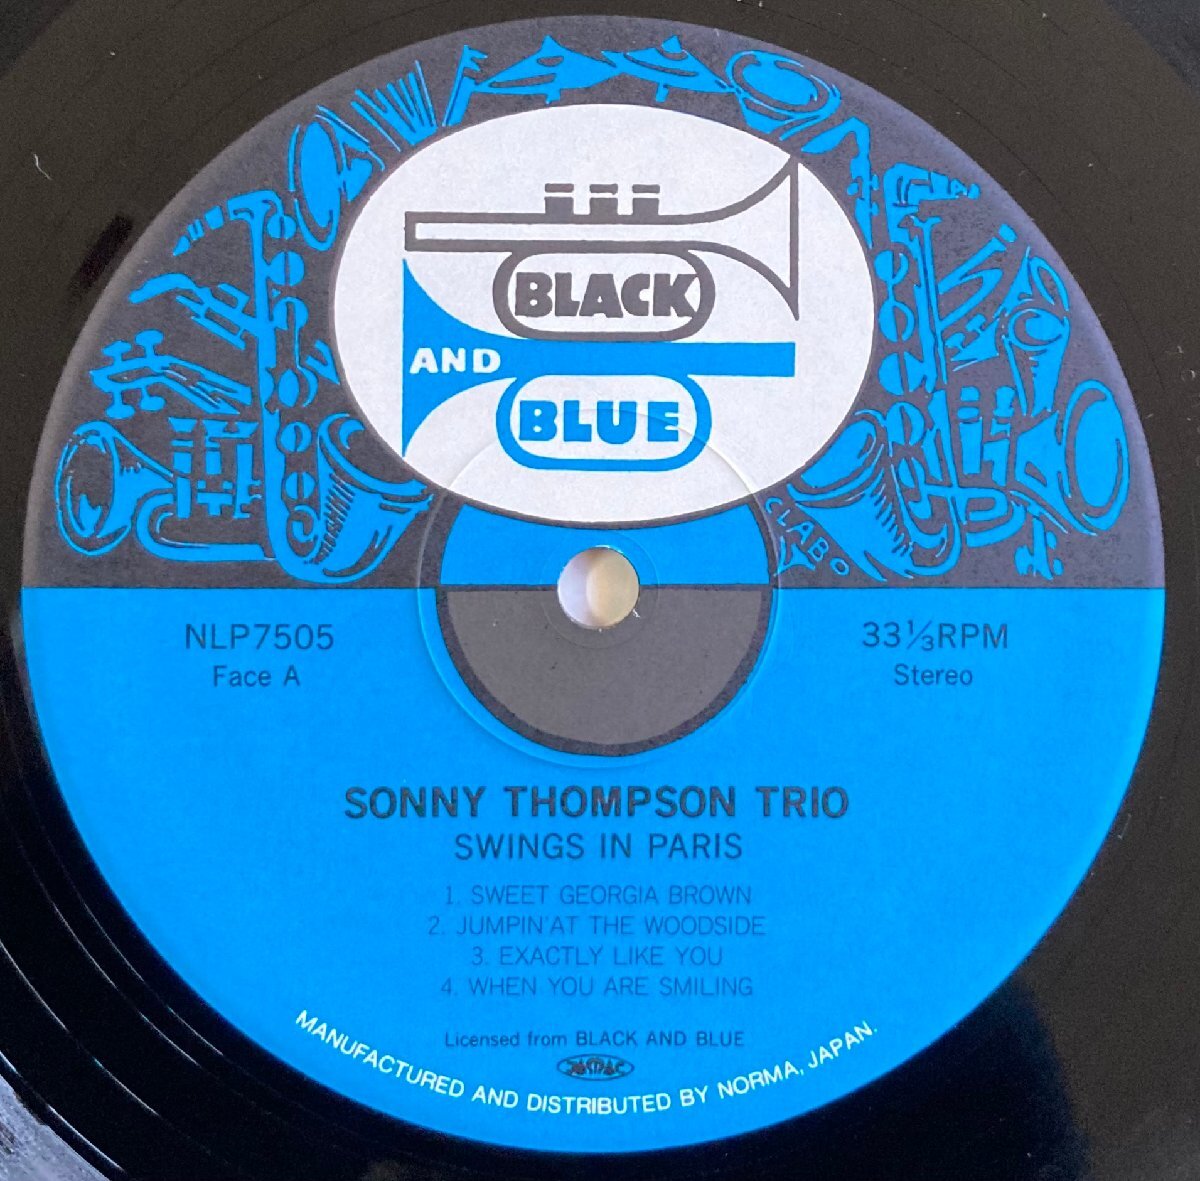 BLACK
AND
BLUE
CLABO
NLP7505
Face A
33⅓RPM
Stereo
SONNY THOMPSON TRIO
SWINGS IN PARIS
1. SWEET GEORGIA BROWN
2. JUMPIN'AT THE WOODSIDE
3. EXACTLY LIKE YOU
4. WHEN YOU ARE SMILING
Licensed from BLACK AND BLUE
JASRAC
MANUFACTURED AND DISTRIBUTED BY NORMA, JAPAN.